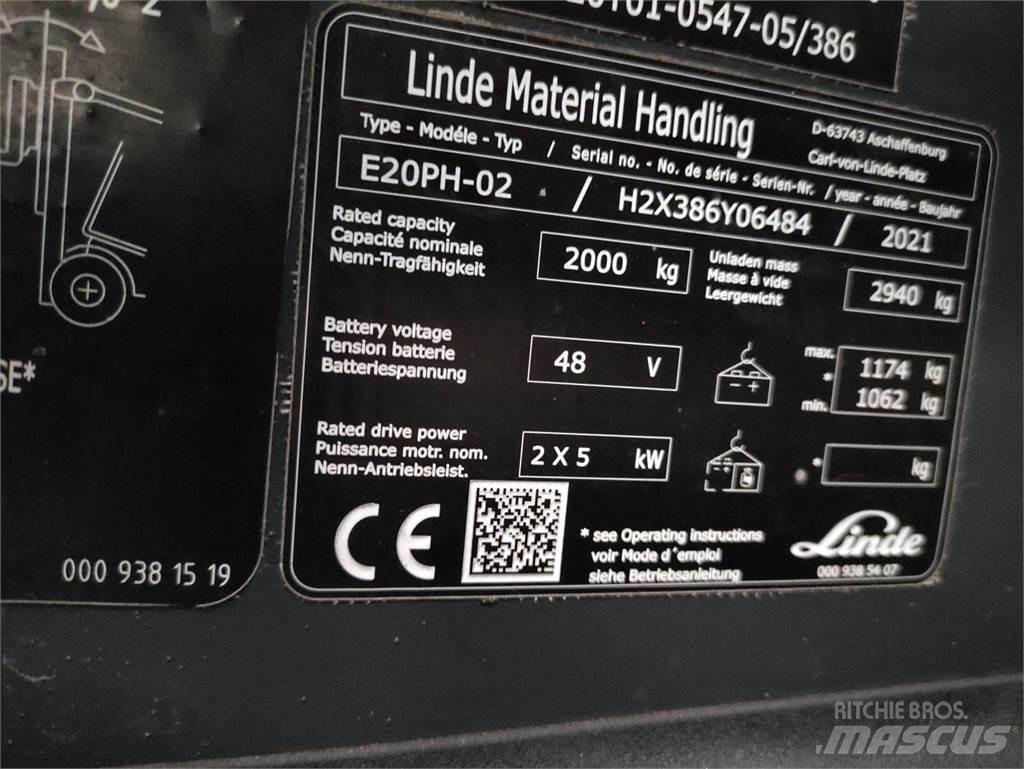 -0547-05/386
Linde Material Handling
D-63743 Aschaffenburg
Carl-von-Linde-Platz
Type - Modéle - Typ / Serial no. - No. de série - Serien-Nr. / year - année - Baujahr
E20PH-02 / H2X386Y06484 / 2021
Rated capacity
Capacité nominale
Nenn-Tragfähigkeit
2000 kg
Unladen mass
Masse à vide
Leergewicht
2940 kg
Battery voltage
Tension batterie
Batteriespannung
48 V
max. 1174 kg
*
min. 1062 kg
Rated drive power
Puissance motr. nom.
Nenn-Antriebsleist.
2 X 5 kW
* kg
CE
* see Operating instructions
voir Mode d'emploi
siehe Betriebsanleitung
Linde
000 938 54 07
SE*
000 938 15 19
RITCHIE BROS.
MASCUS